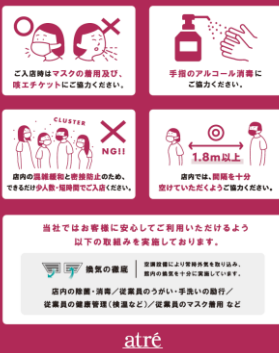 NG!!
ご入店時はマスクの着用及び、
咳エチケットにご協力ください。
手指のアルコール消毒に
ご協力ください。
CLUSTER
NG!!
店内の混雑緩和と密接防止のため、
できるだけ少人数・短時間でご入店ください。
1.8m以上
店内では、間隔を十分
空けていただくようご協力ください。
当社ではお客様に安心してご利用いただけるよう
以下の取組みを実施しております。
換気の徹底
空調設備により常時外気を取り込み、
館内の換気を十分に実施しています。
店内の除菌・消毒／従業員のうがい・手洗いの励行／
従業員の健康管理（検温など）／従業員のマスク着用 など
atré